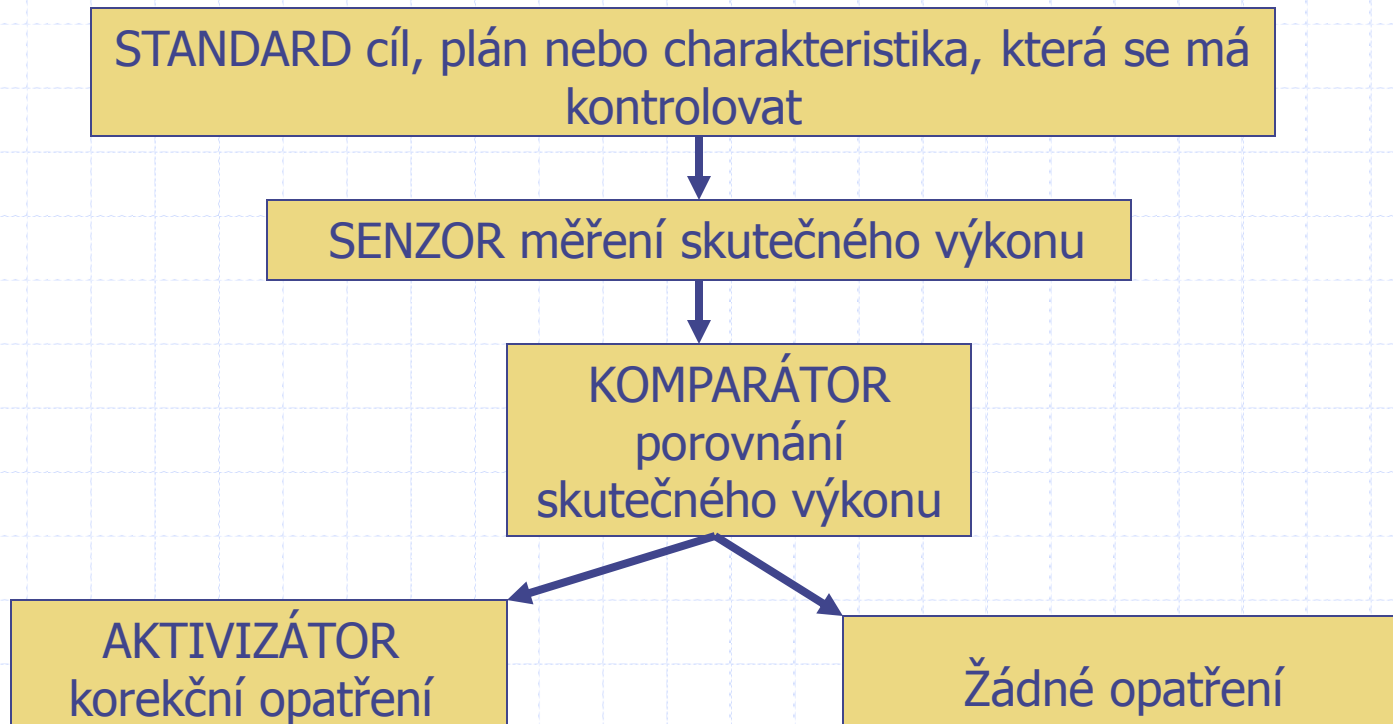 STANDARD cíl, plán nebo charakteristika, která se má
kontrolovat
SENZOR měření skutečného výkonu
KOMPARÁTOR
porovnání
skutečného výkonu
AKTIVIZÁTOR
korekční opatření
Žádné opatření